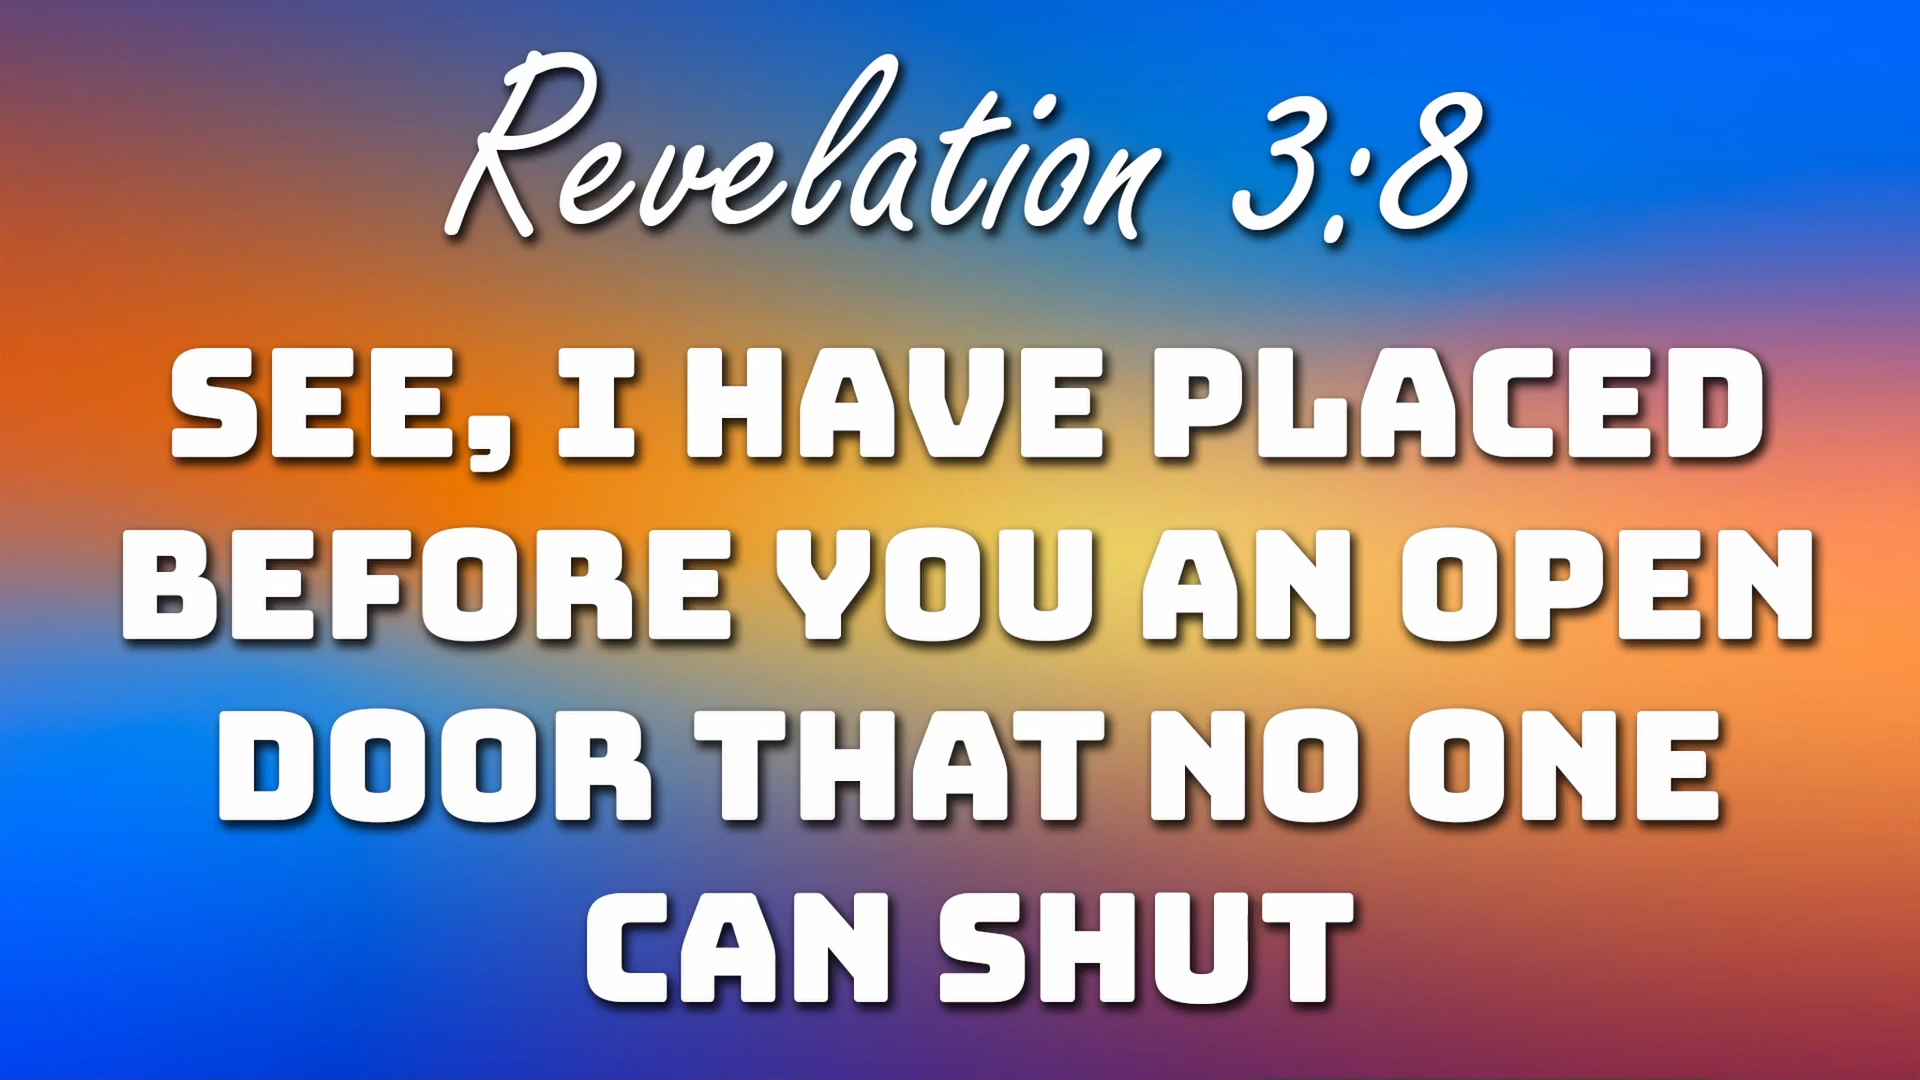 Revelation 3:8
SEE, I HAVE PLACED
BEFORE YOU AN OPEN
DOOR THAT NO ONE
CAN SHUT